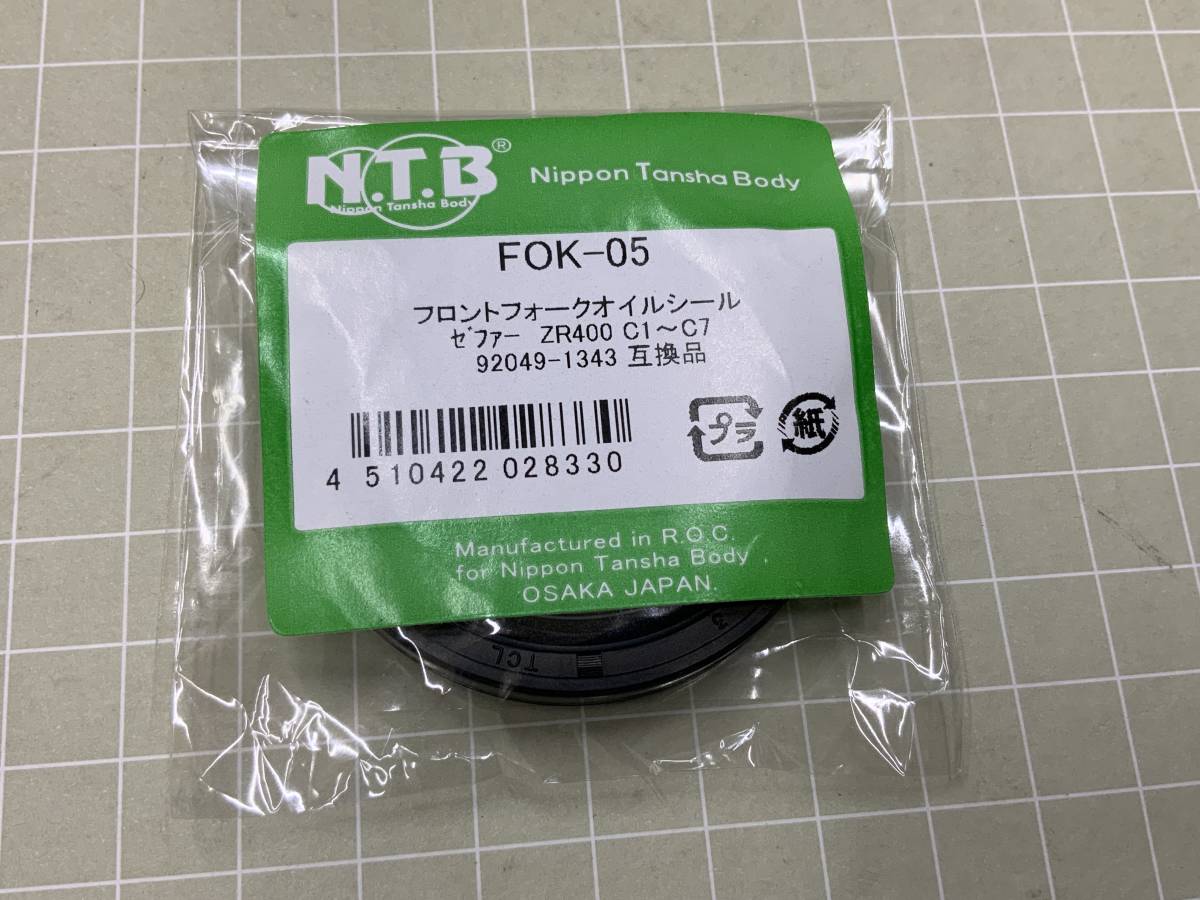 N.T.B®
Nippon Tansha Body
Nippon Tansha Body
FOK-05
フロントフォークオイルシール
ｾﾞﾌｧｰ ZR400 C1～C7
92049-1343 互換品
4 510422 028330
プラ
紙
Manufactured in R.O.C.
for Nippon Tansha Body
OSAKA JAPAN.
TCL